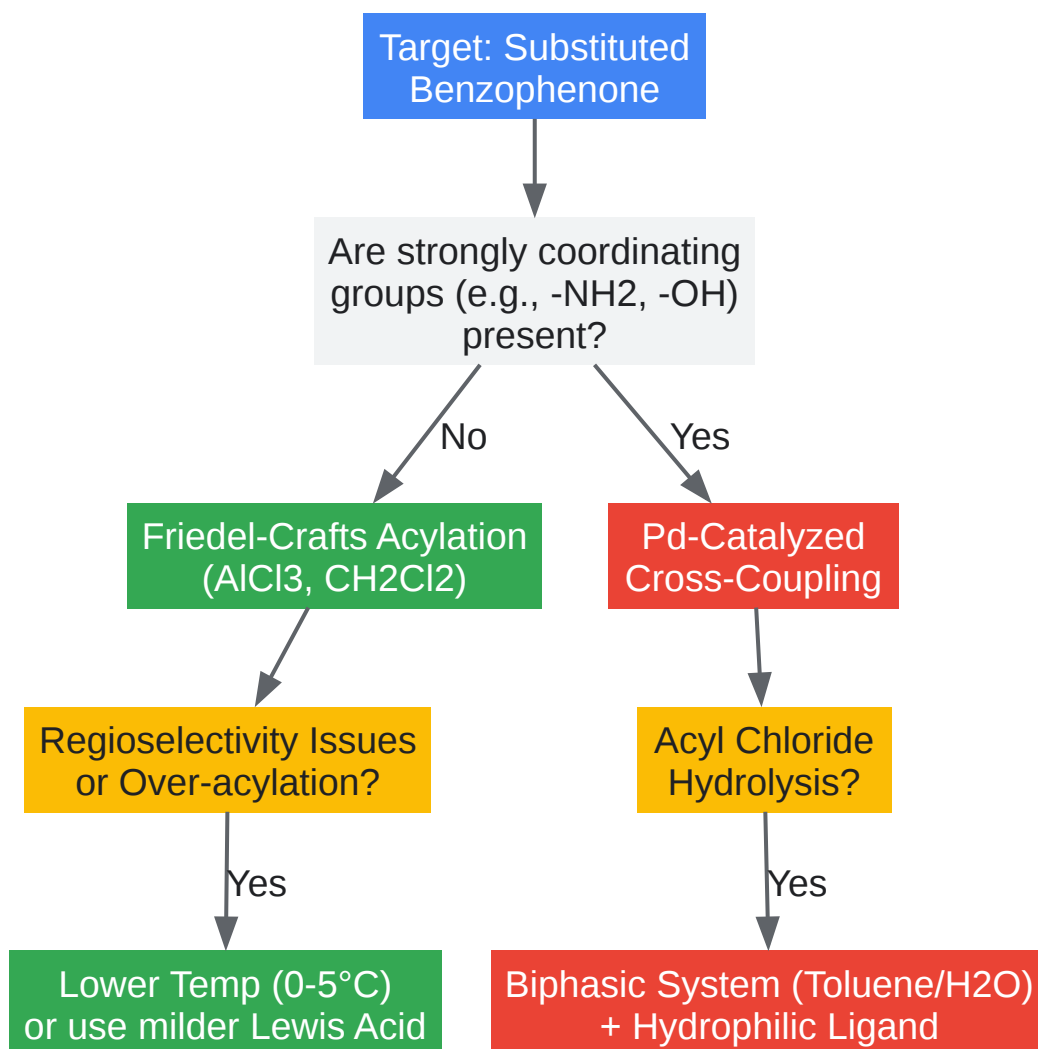 Target: Substituted
Benzophenone
Are strongly coordinating
groups (e.g., -NH2, -OH)
present?
No
Yes
Friedel-Crafts Acylation
(AlCl3, CH2Cl2)
Pd-Catalyzed
Cross-Coupling
Regioselectivity Issues
or Over-acylation?
Acyl Chloride
Hydrolysis?
Yes
Yes
Lower Temp (0-5°C)
or use milder Lewis Acid
Biphasic System (Toluene/H2O)
+ Hydrophilic Ligand